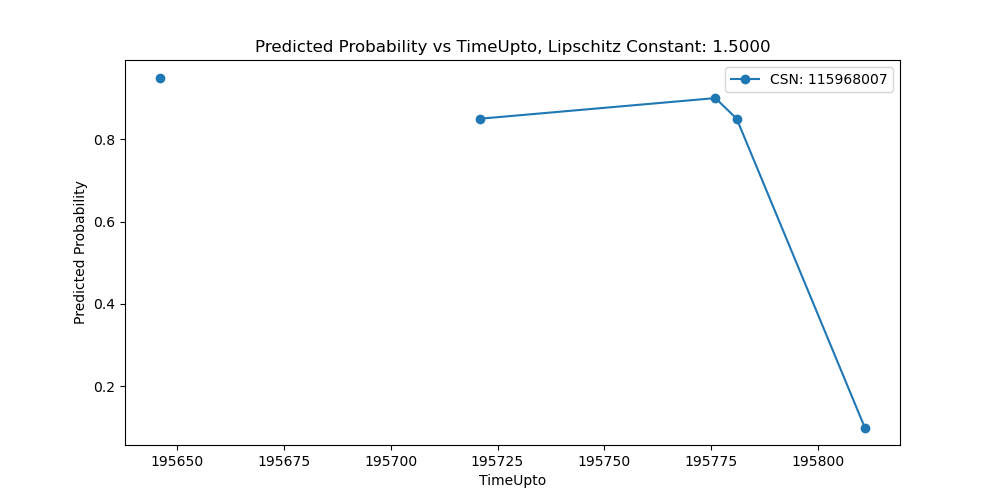 Predicted Probability vs TimeUpto, Lipschitz Constant: 1.5000
CSN: 115968007
Predicted Probability
0.8
0.6
0.4
0.2
195650
195675
195700
195725
195750
195775
195800
TimeUpto